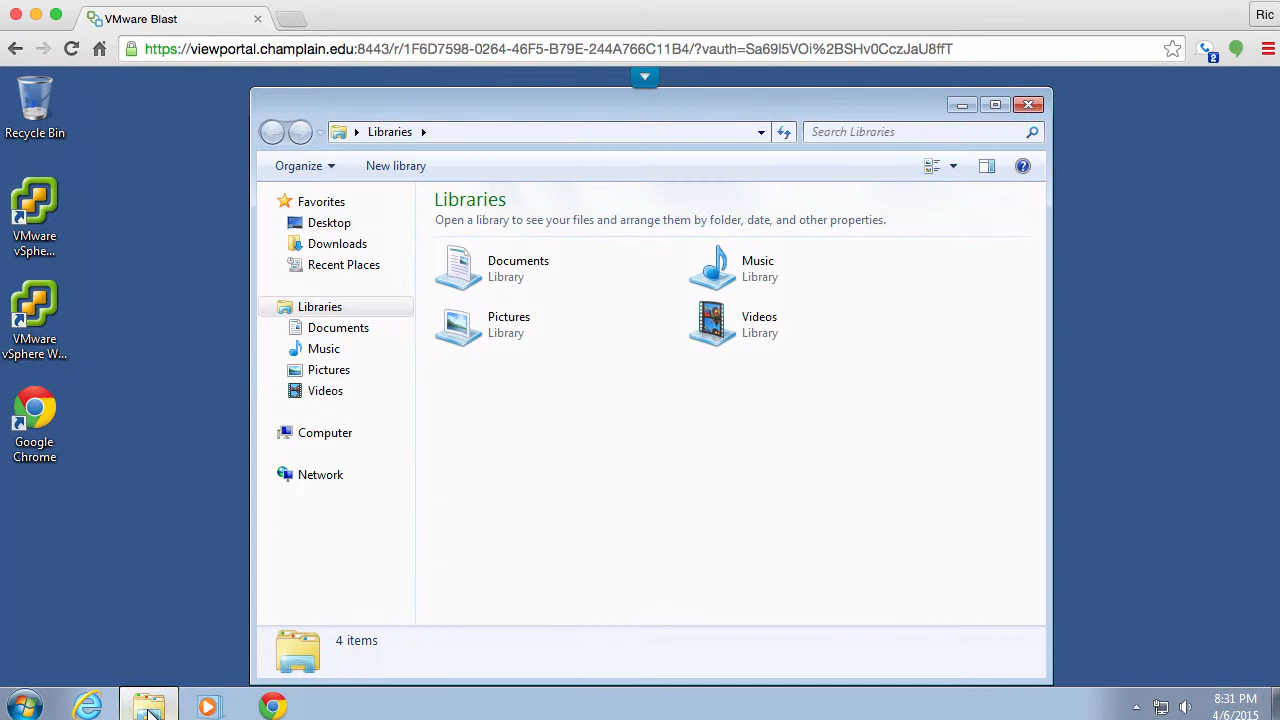 VMware Blast
Ric
https://viewportal.champlain.edu:8443/r/1F6D7598-0264-46F5-B79E-244A766C11B4/?vauth=Sa69l5VOi%2BSHv0CczJaU8ffT
2
Recycle Bin
VMware
vSphe...
VMware
vSphere W...
Google
Chrome
Libraries
Search Libraries
Organize
New library
Favorites
Desktop
Downloads
Recent Places
Libraries
Documents
Music
Pictures
Videos
Computer
Network
Libraries
Open a library to see your files and arrange them by folder, date, and other properties.
Documents
Library
Music
Library
Pictures
Library
Videos
Library
4 items
8:31 PM
4/6/2015